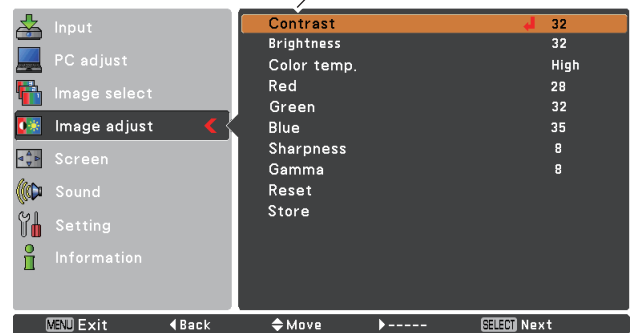 Input
PC adjust
Image select
Image adjust
Screen
Sound
Setting
Information
Contrast 32
Brightness 32
Color temp. High
Red 28
Green 32
Blue 35
Sharpness 8
Gamma 8
Reset
Store
MENU Exit Back Move ----- SELECT Next